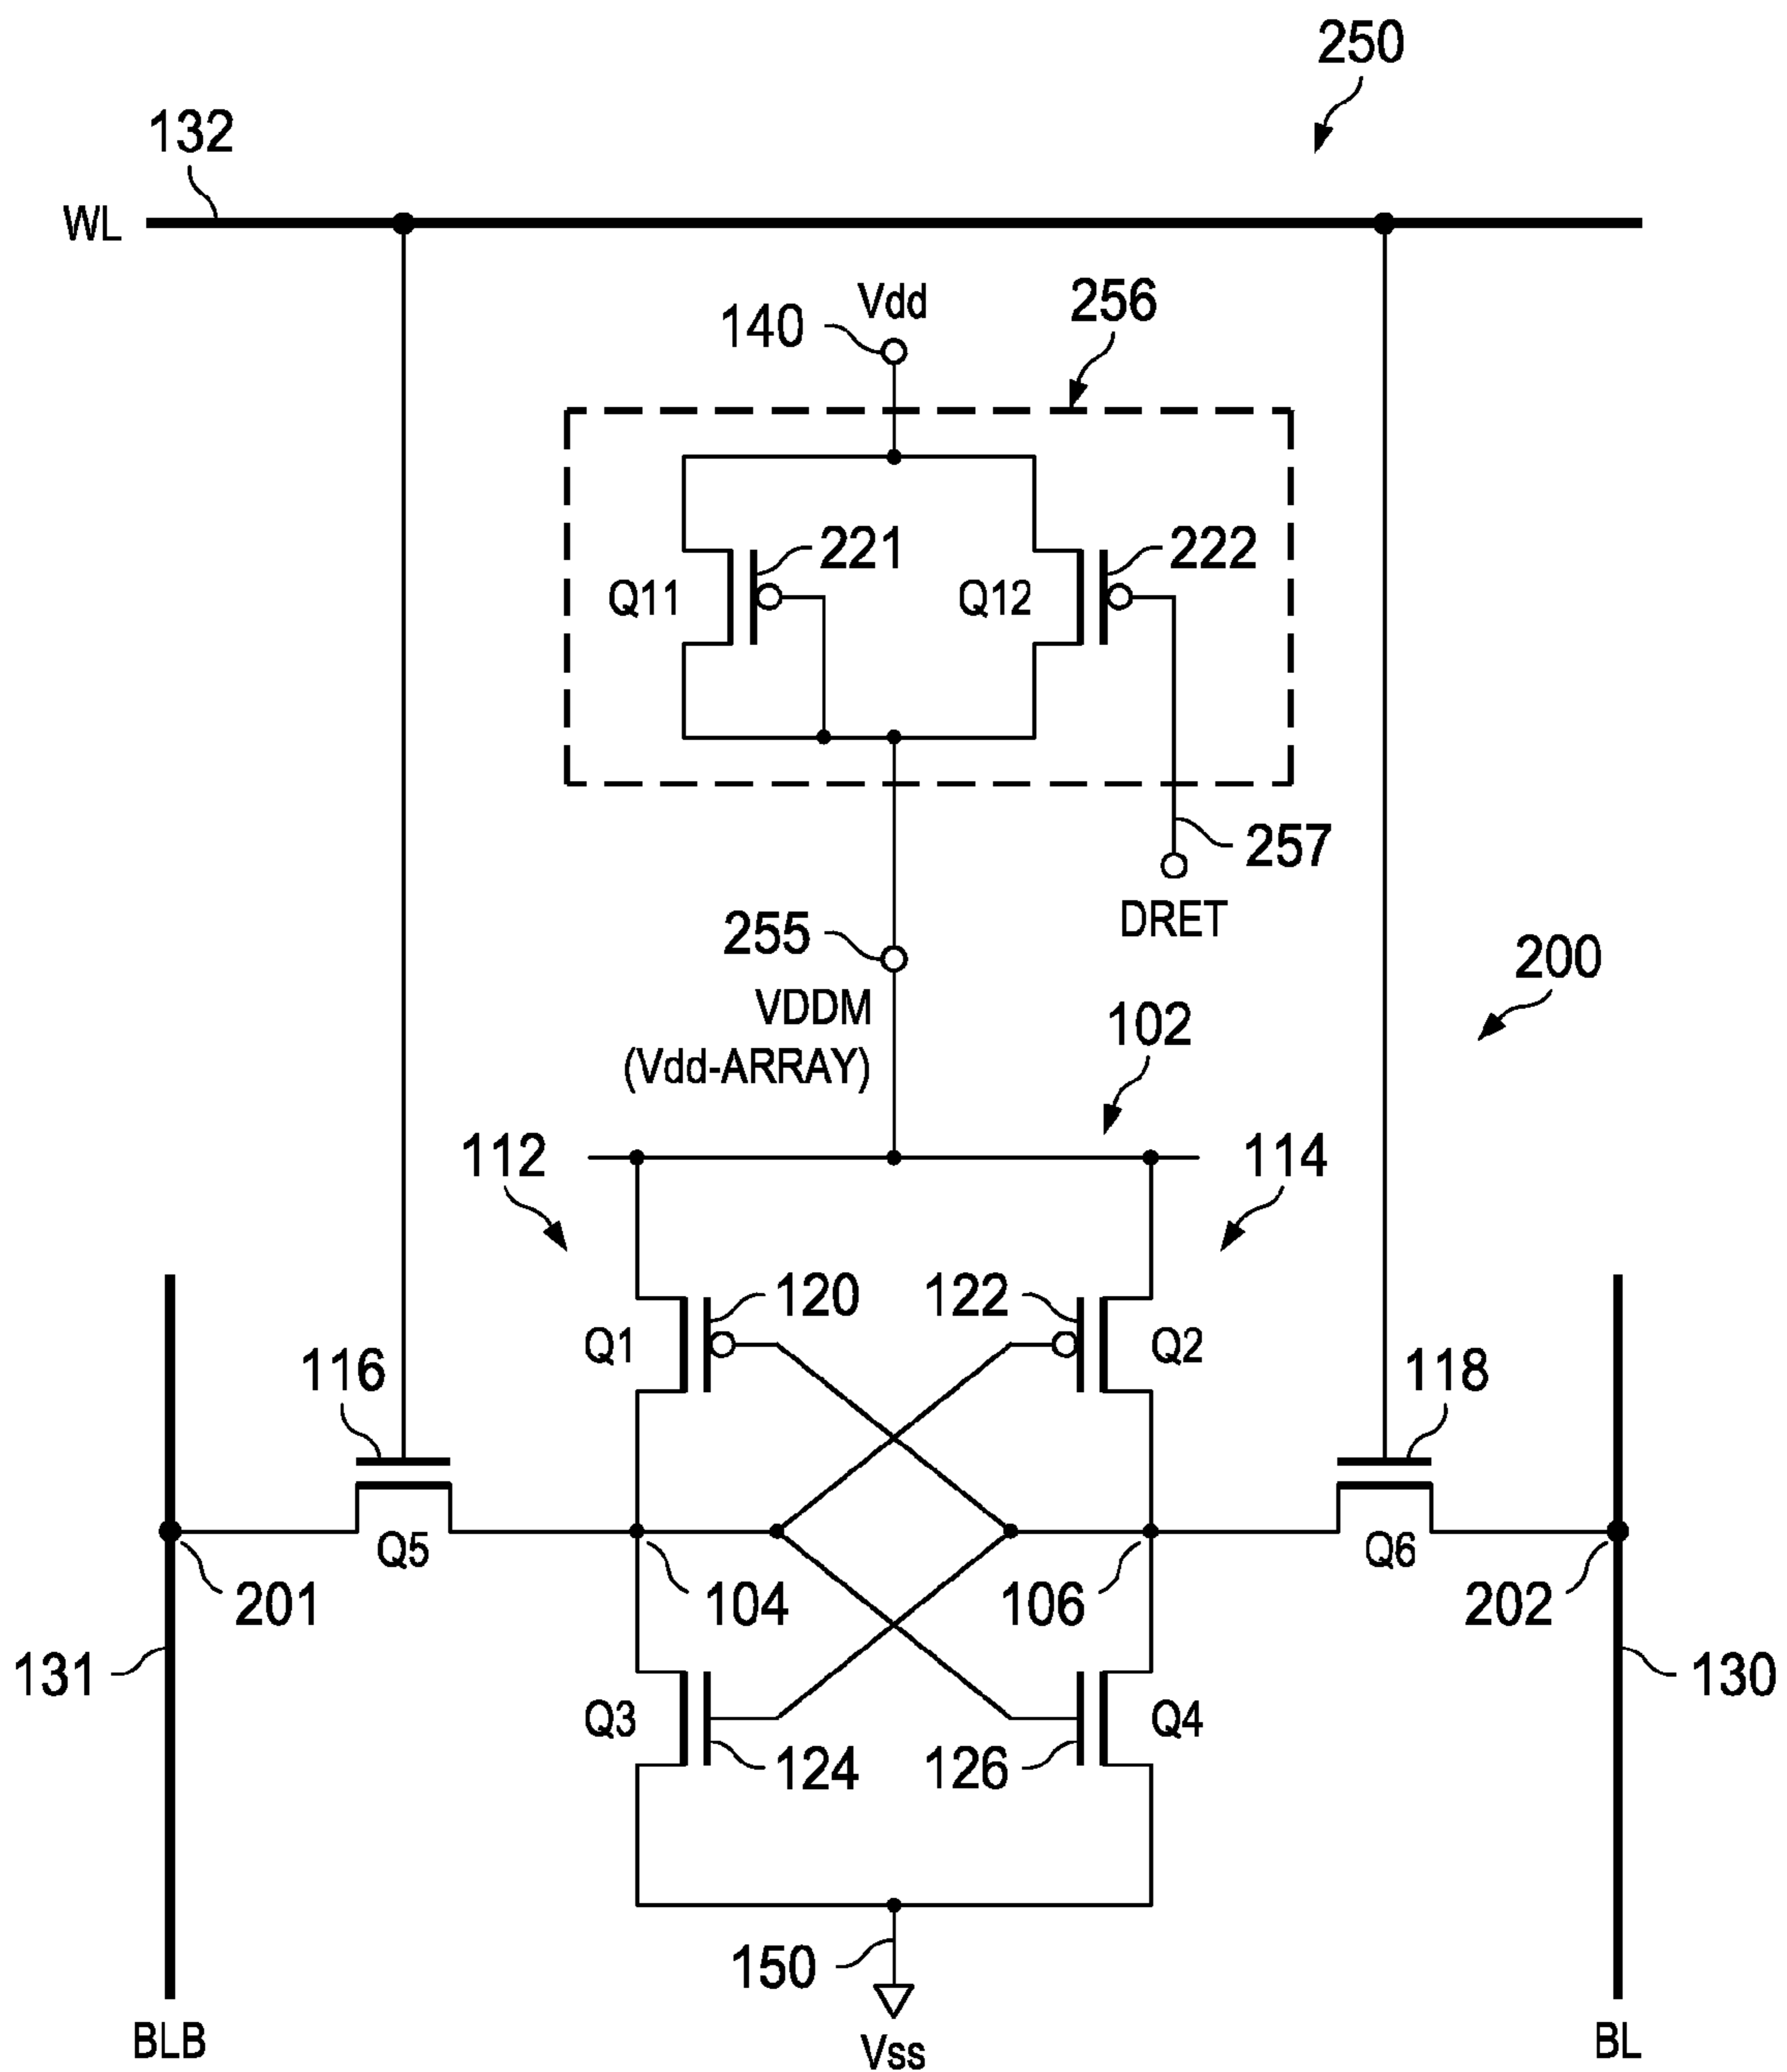 250
132
WL
Vdd
256
140
221
222
Q11
Q12
257
DRET
255
VDDM
(Vdd-ARRAY)
200
102
112
114
120
122
Q1
Q2
116
118
Q5
Q6
201
104
106
202
131
130
Q3
Q4
124
126
150
Vss
BLB
BL